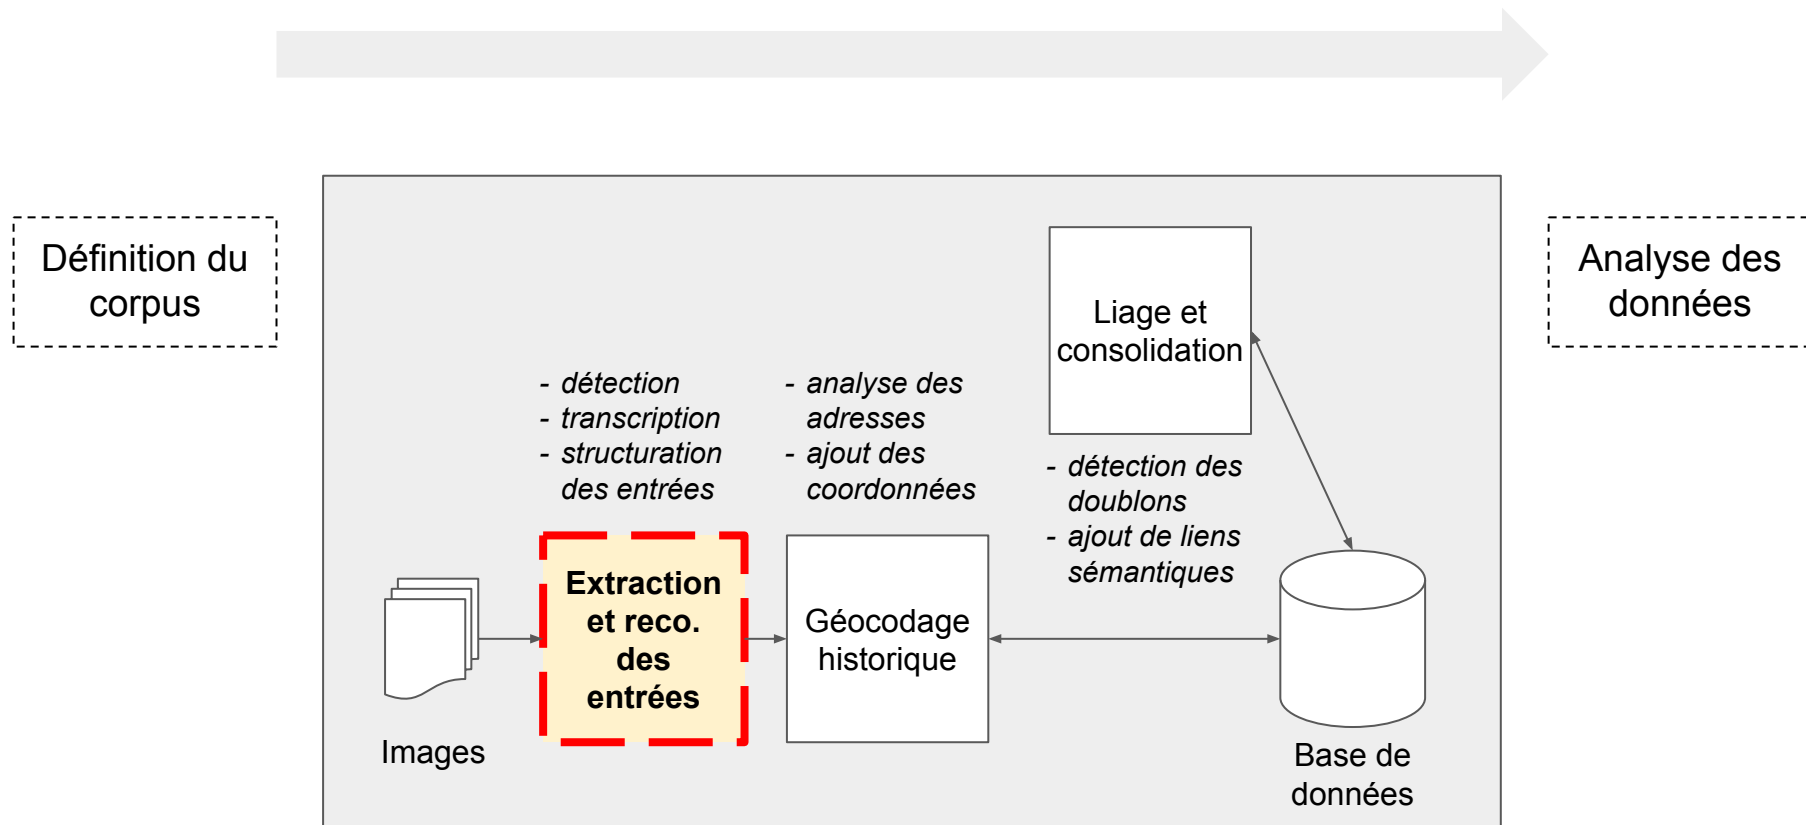 Définition du
corpus
- détection
- transcription
- structuration
des entrées
Extraction
et reco.
des
entrées
Images
- analyse des
adresses
- ajout des
coordonnées
Géocodage
historique
Liage et
consolidation
- détection des
doublons
- ajout de liens
sémantiques
Base de
données
Analyse des
données